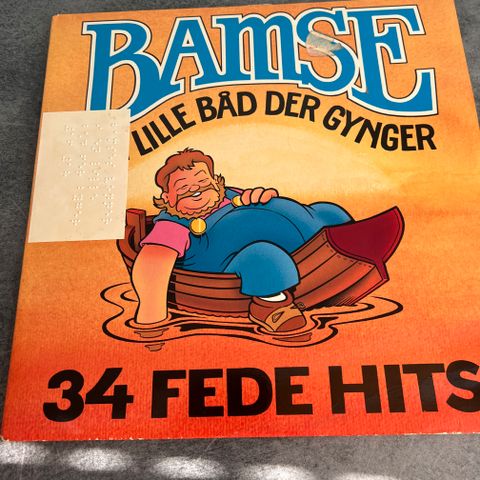 BAMSE
LILLE BÅD DER GYNGER
34 FEDE HITS